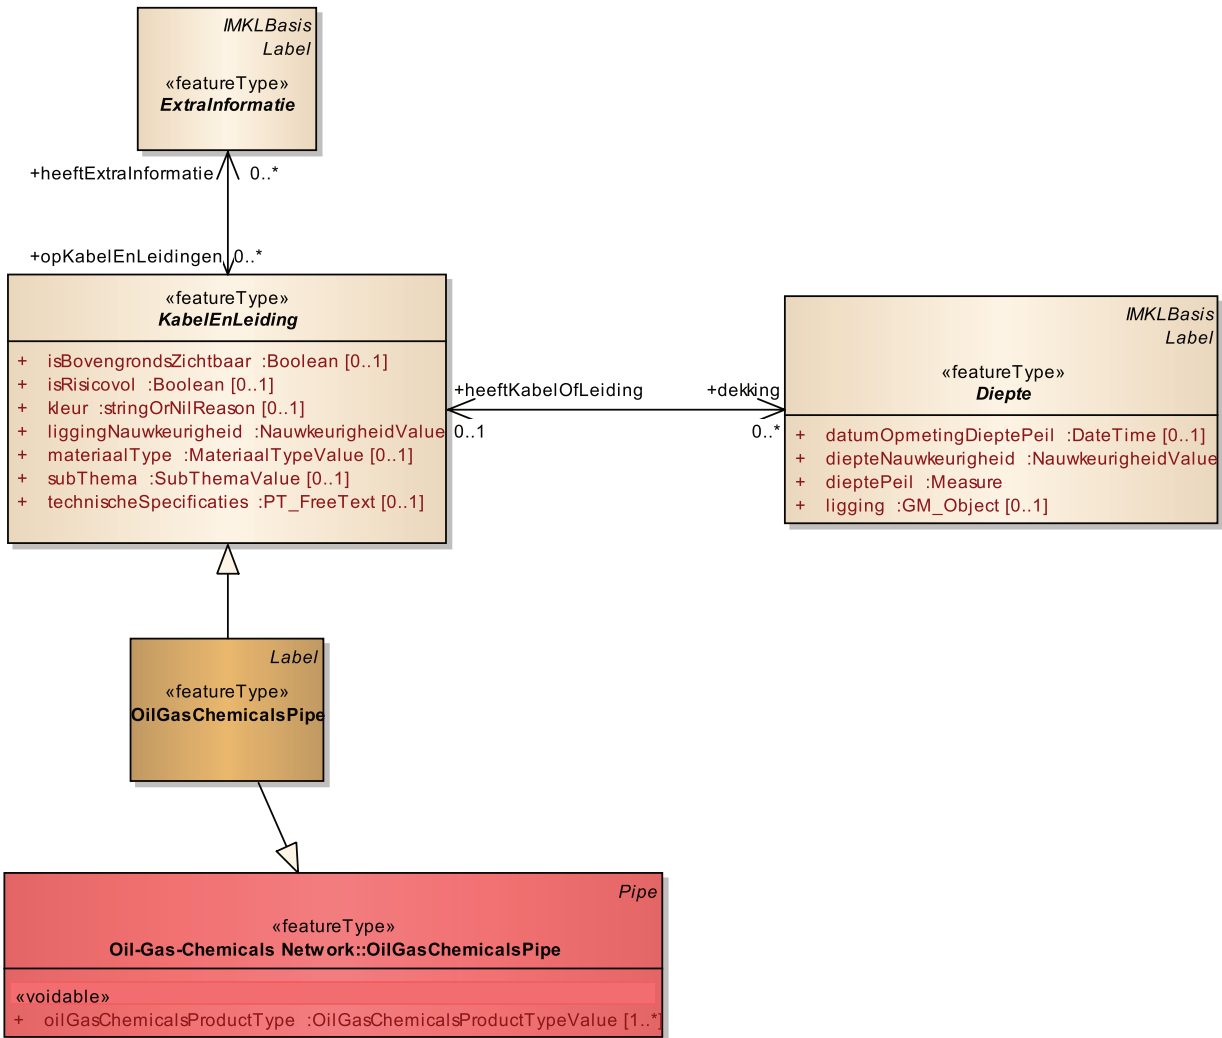 IMKLBasis
Label
«featureType»
ExtraInformatie
+heeftExtraInformatie 0..*
+opKabelEnLeidingen 0..*
«featureType»
KabelEnLeiding
+ isBovengrondsZichtbaar :Boolean [0..1]
+ isRisicovol :Boolean [0..1]
+ kleur :stringOrNilReason [0..1]
+ liggingNauwkeurigheid :NauwkeurigheidValue
+ materiaalType :MateriaalTypeValue [0..1]
+ subThema :SubThemaValue [0..1]
+ technischeSpecificaties :PT_FreeText [0..1]
+heeftKabelOfLeiding +dekking
0..1 0..*
IMKLBasis
Label
«featureType»
Diepte
+ datumOpmetingDieptePeil :DateTime [0..1]
+ diepteNauwkeurigheid :NauwkeurigheidValue
+ dieptePeil :Measure
+ ligging :GM_Object [0..1]
Label
«featureType»
OilGasChemicalsPipe
Pipe
«featureType»
Oil-Gas-Chemicals Network::OilGasChemicalsPipe
«voidable»
+ oilGasChemicalsProductType :OilGasChemicalsProductTypeValue [1..*]